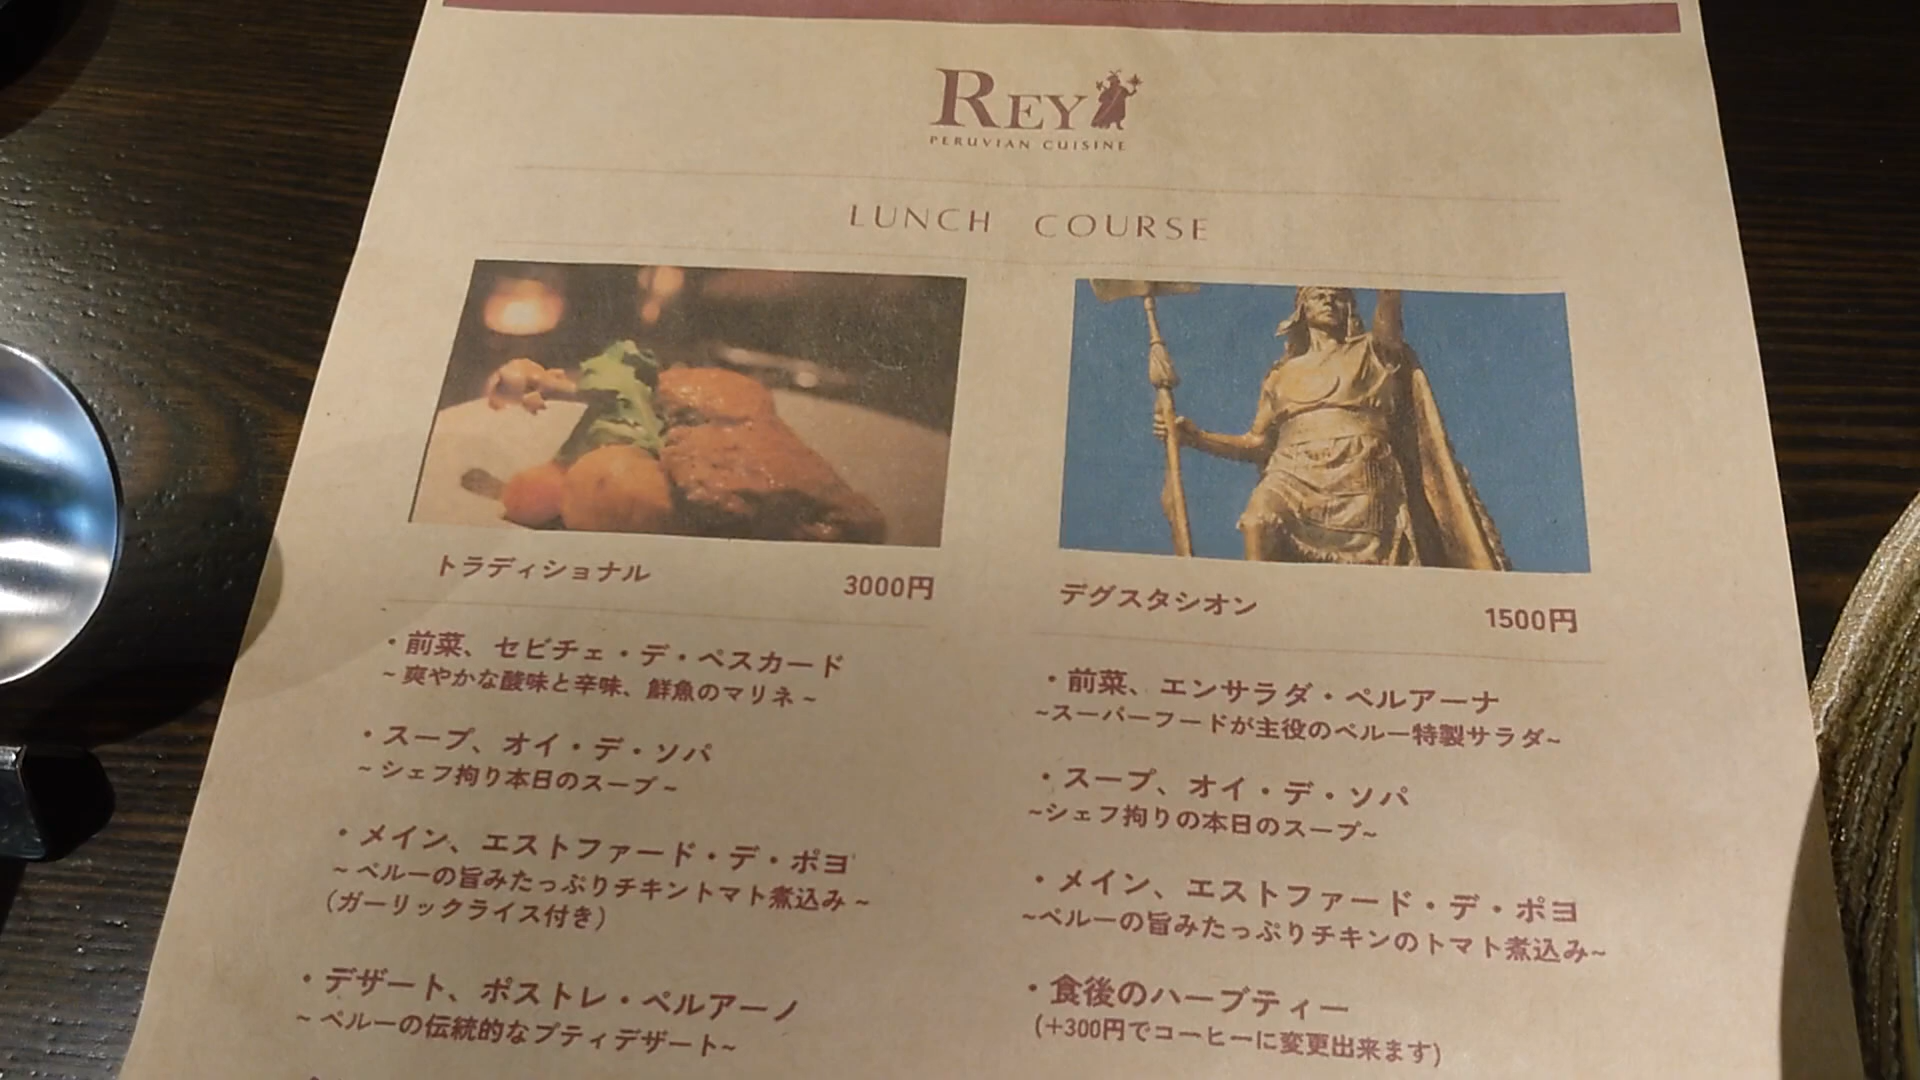 REY
PERUVIAN CUISINE
LUNCH COURSE
トラディショナル 3000円
・前菜、セビチェ・デ・ペスカード
~ 爽やかな酸味と辛味、鮮魚のマリネ ~
・スープ、オイ・デ・ソパ
~ シェフ拘り本日のスープ ~
・メイン、エストファード・デ・ポヨ
~ ペルーの旨みたっぷりチキントマト煮込み ~
(ガーリックライス付き)
・デザート、ポストレ・ペルアーノ
~ ペルーの伝統的なプティデザート~
デグスタシオン 1500円
・前菜、エンサラダ・ペルアーナ
~スーパーフードが主役のペルー特製サラダ~
・スープ、オイ・デ・ソパ
~シェフ拘りの本日のスープ~
・メイン、エストファード・デ・ポヨ
~ペルーの旨みたっぷりチキンのトマト煮込み~
・食後のハーブティー
(+300円でコーヒーに変更出来ます)